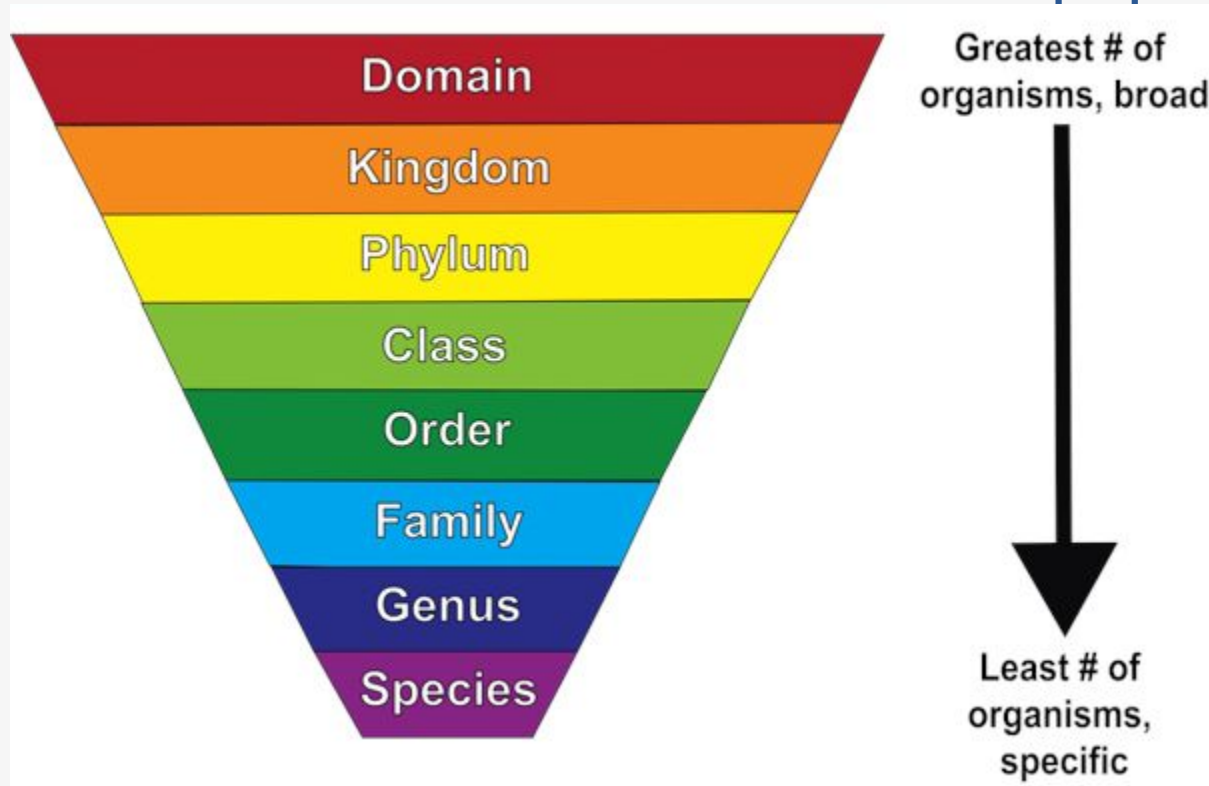 Domain
Kingdom
Phylum
Class
Order
Family
Genus
Species
Greatest # of
organisms, broad
Least # of
organisms,
specific